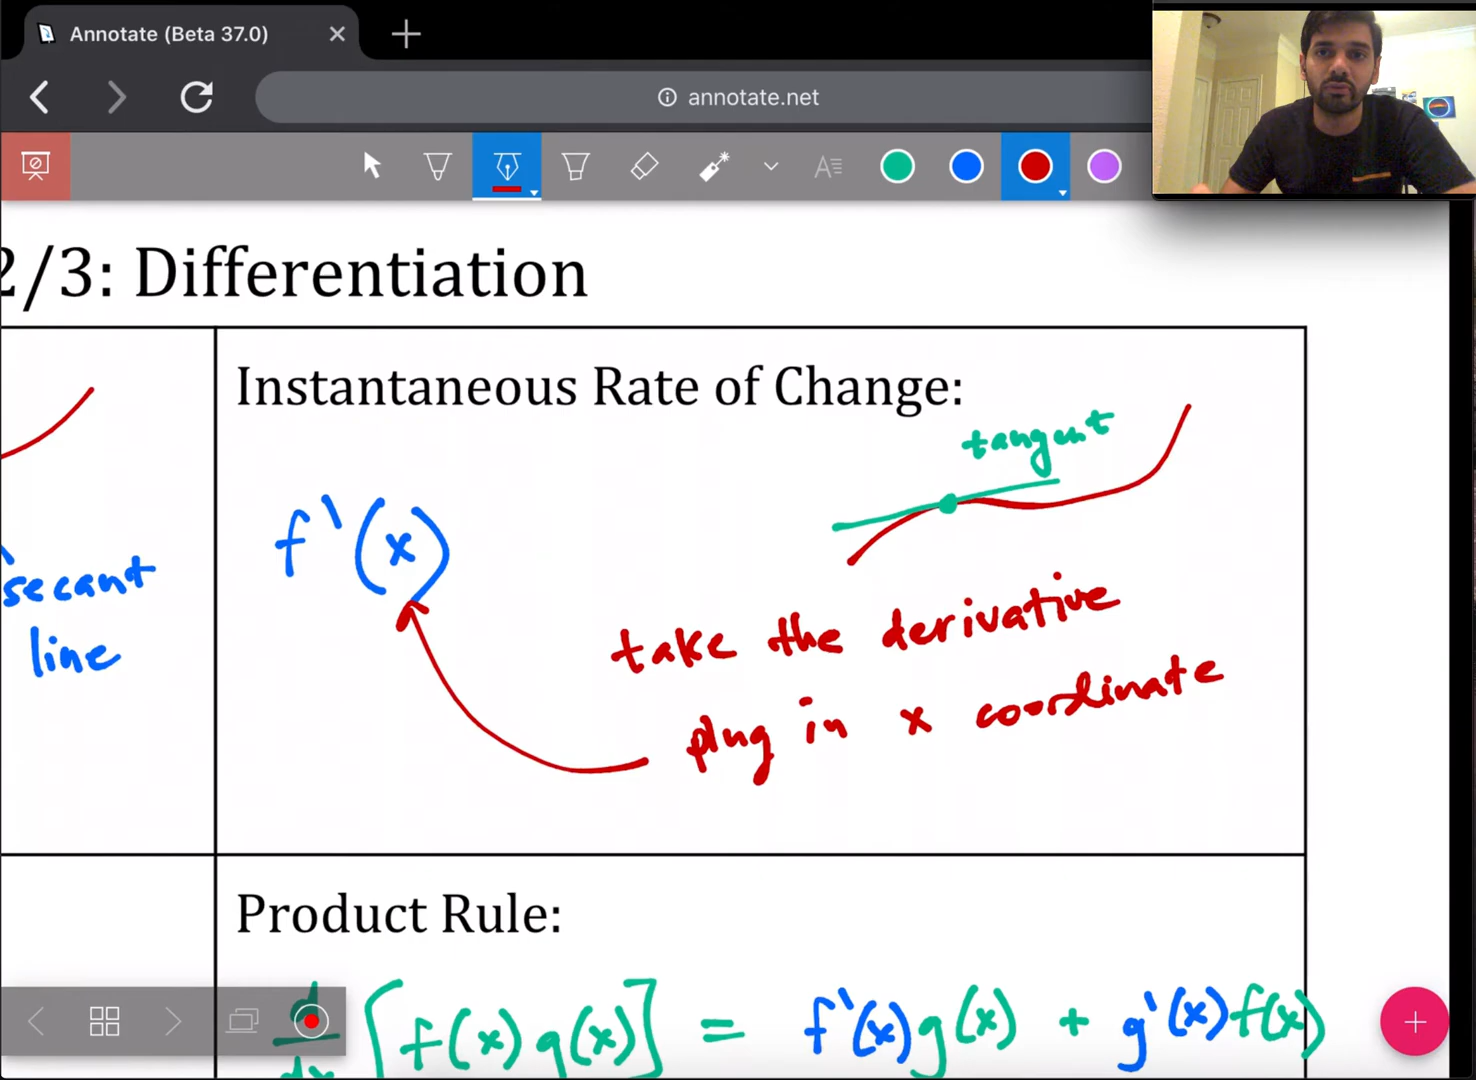 Annotate (Beta 37.0)
annotate.net
2/3: Differentiation
Instantaneous Rate of Change:
tangent
f'(x)
secant
line
take the derivative
plug in x coordinate
Product Rule:
d/dx [f(x)g(x)] = f'(x)g(x) + g'(x)f(x)